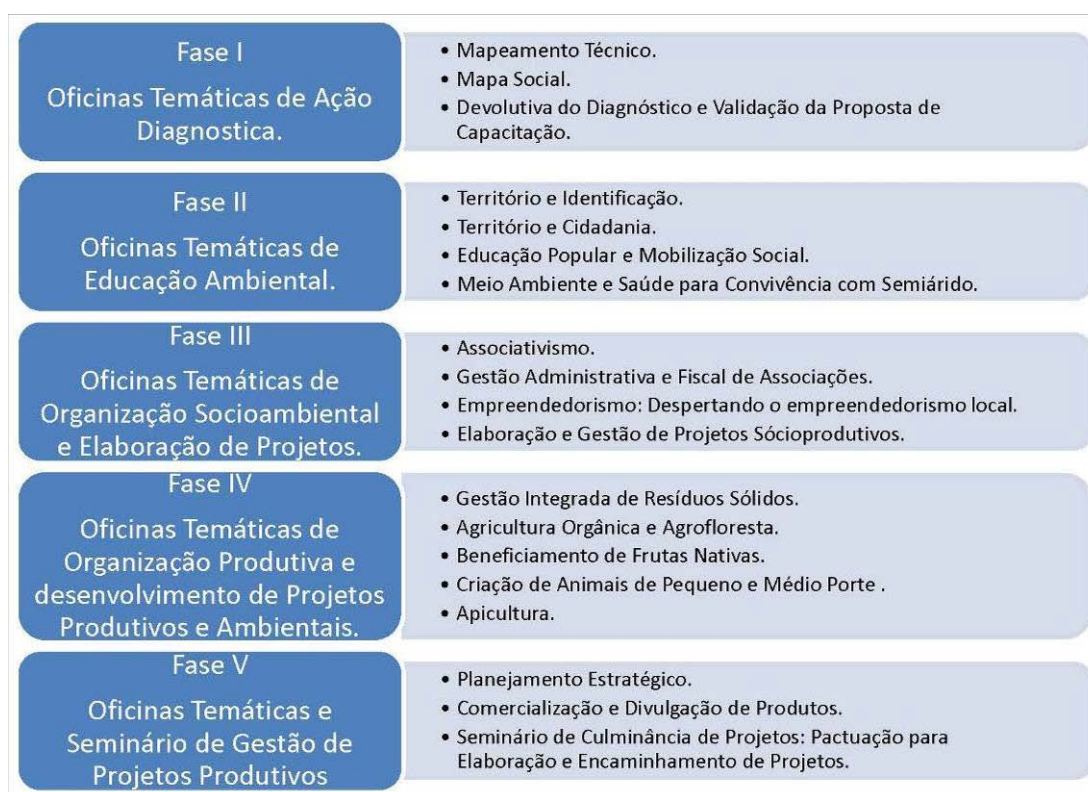 Fase I
Oficinas Temáticas de Ação
Diagnostica.
• Mapeamento Técnico.
• Mapa Social.
• Devolutiva do Diagnóstico e Validação da Proposta de
Capacitação.
Fase II
Oficinas Temáticas de
Educação Ambiental.
• Território e Identificação.
• Território e Cidadania.
• Educação Popular e Mobilização Social.
• Meio Ambiente e Saúde para Convivência com Semiárido.
Fase III
Oficinas Temáticas de
Organização Socioambiental
e Elaboração de Projetos.
• Associativismo.
• Gestão Administrativa e Fiscal de Associações.
• Empreendedorismo: Despertando o empreendedorismo local.
• Elaboração e Gestão de Projetos Sócioprodutivos.
Fase IV
Oficinas Temáticas de
Organização Produtiva e
desenvolvimento de Projetos
Produtivos e Ambientais.
• Gestão Integrada de Resíduos Sólidos.
• Agricultura Orgânica e Agrofloresta.
• Beneficiamento de Frutas Nativas.
• Criação de Animais de Pequeno e Médio Porte .
• Apicultura.
Fase V
Oficinas Temáticas e
Seminário de Gestão de
Projetos Produtivos
• Planejamento Estratégico.
• Comercialização e Divulgação de Produtos.
• Seminário de Culminância de Projetos: Pactuação para
Elaboração e Encaminhamento de Projetos.